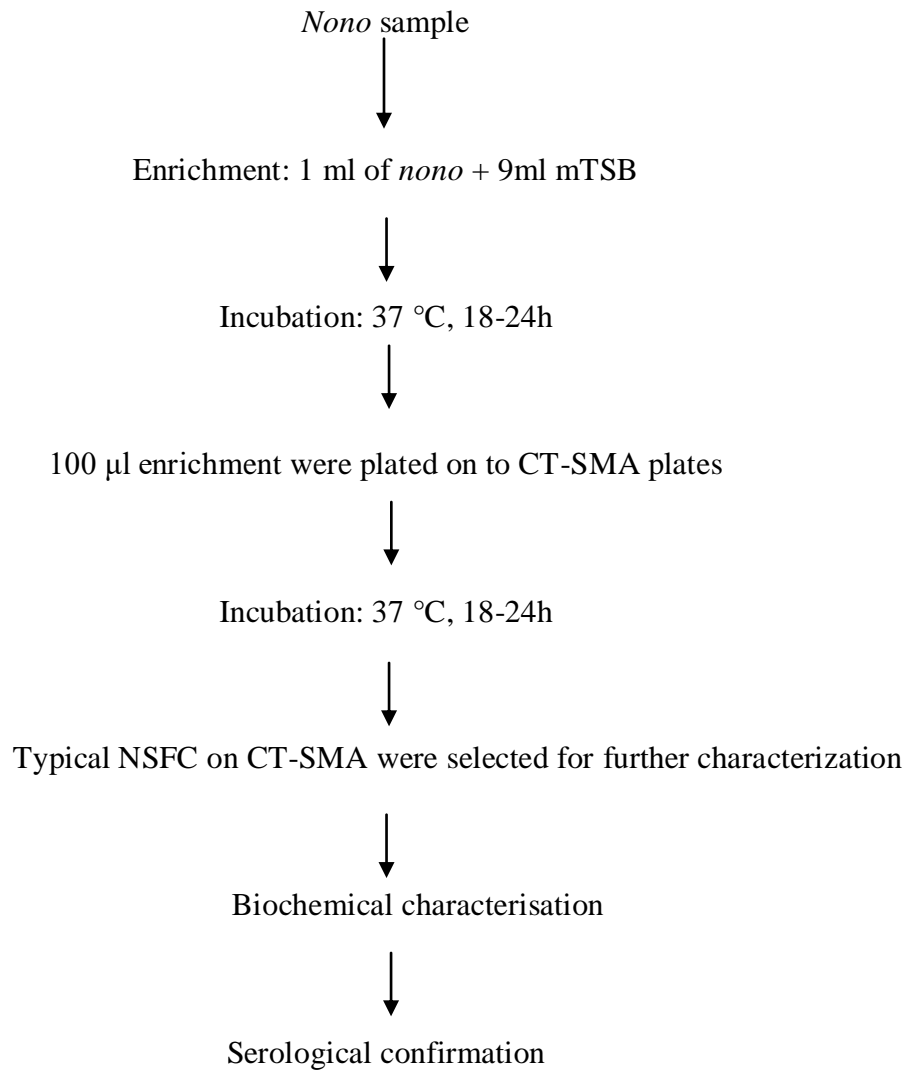 Nono sample
Enrichment: 1 ml of nono + 9ml mTSB
Incubation: 37 °C, 18-24h
100 µl enrichment were plated on to CT-SMA plates
Incubation: 37 °C, 18-24h
Typical NSFC on CT-SMA were selected for further characterization
Biochemical characterisation
Serological confirmation